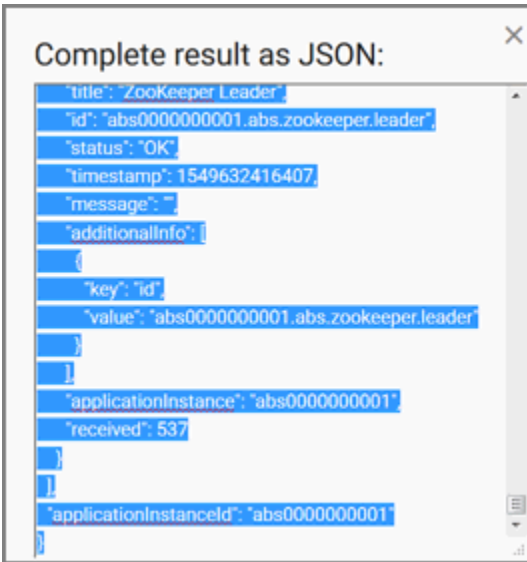 Complete result as JSON:
"title": "ZooKeeper Leader",
"id": "abs0000000001.abs.zookeeper.leader",
"status": "OK",
"timestamp": 1549632416407,
"message": "",
"additionalInfo": [
{
"key": "id",
"value": "abs0000000001.abs.zookeeper.leader"
}
],
"applicationInstance": "abs0000000001",
"received": 537
}
],
"applicationInstanceId": "abs0000000001"
}